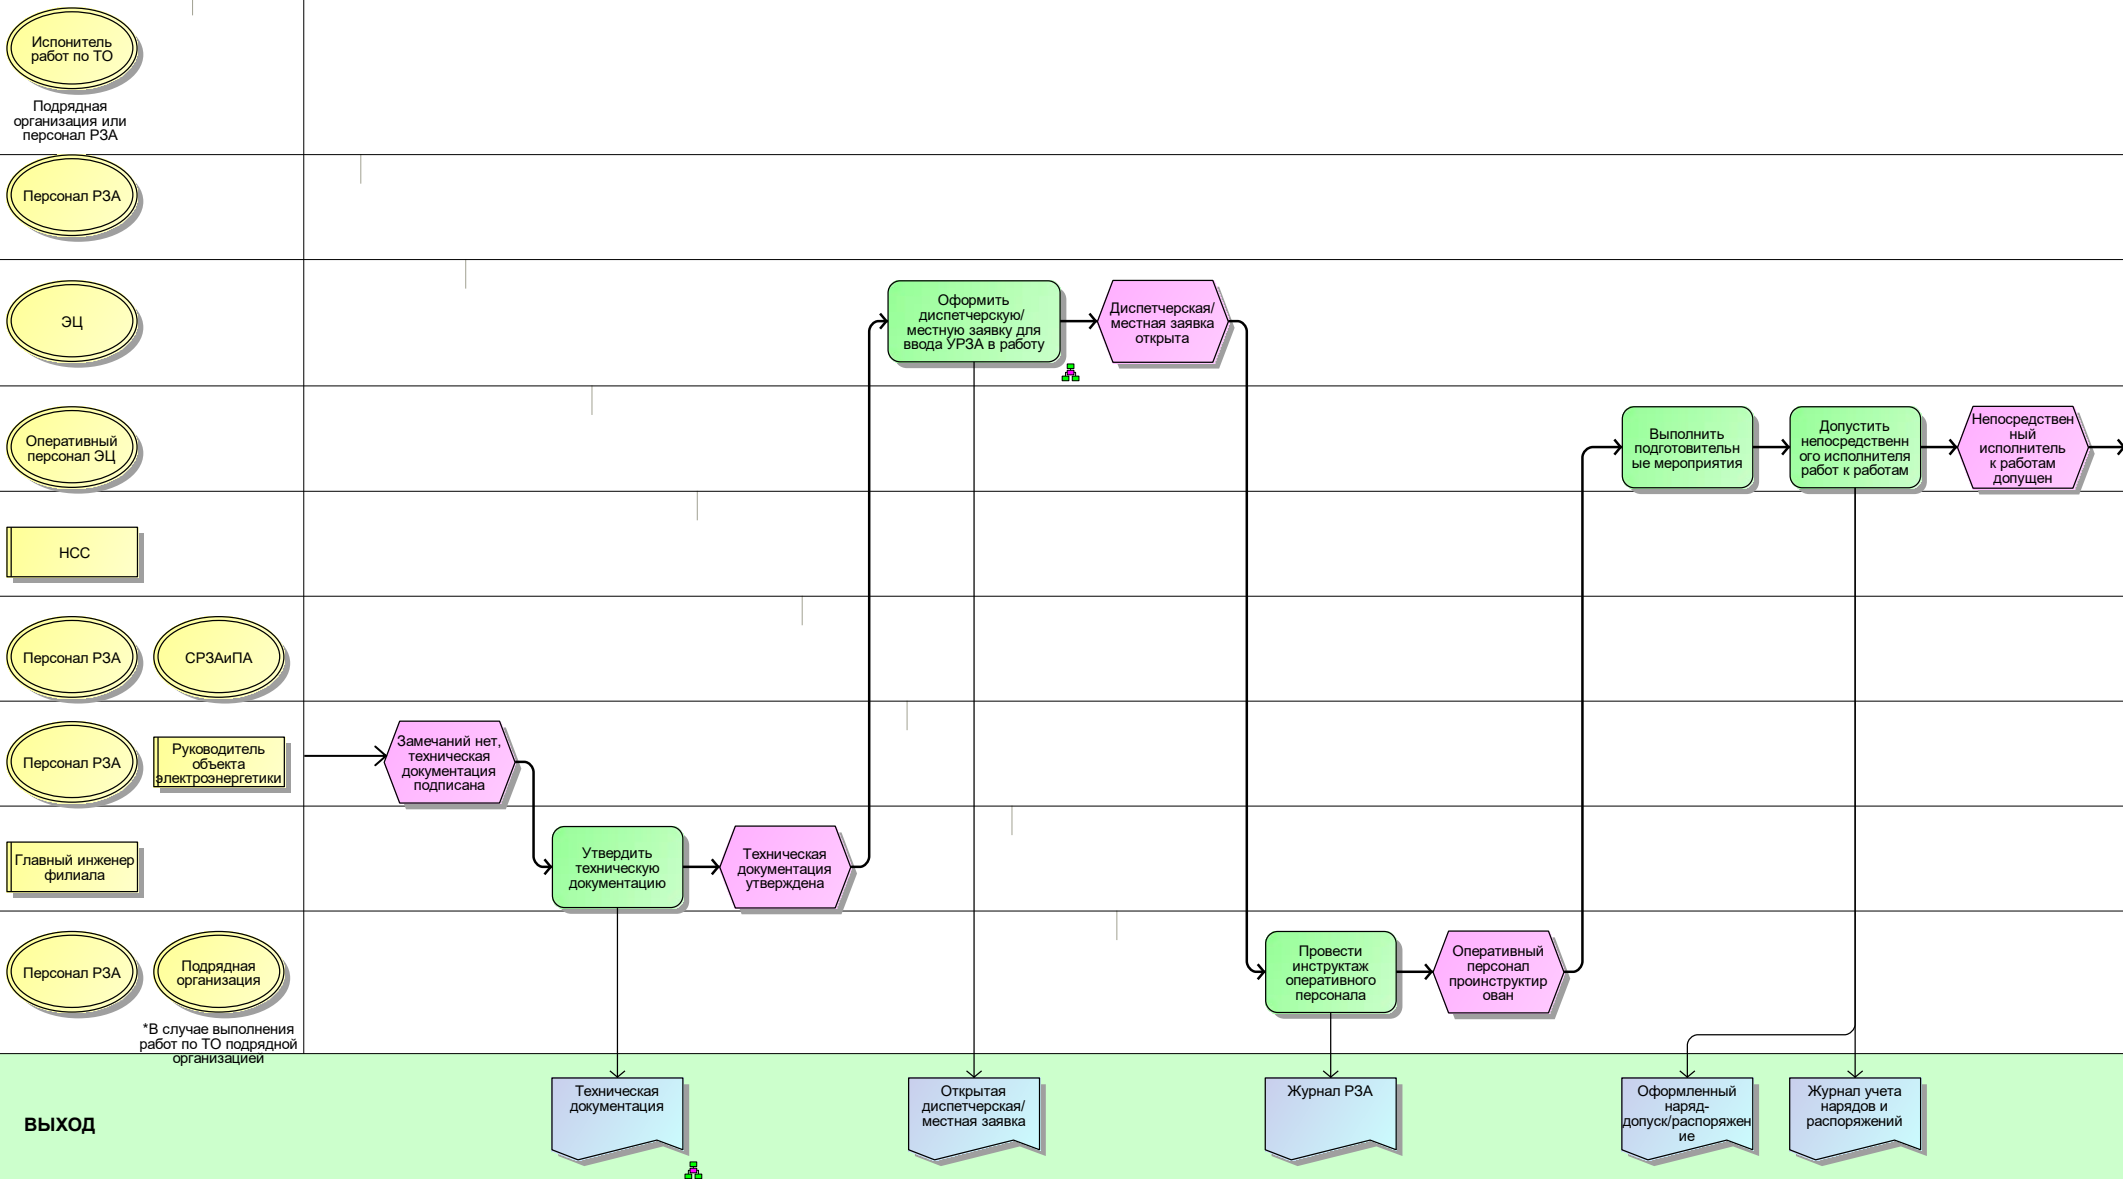 Испонитель
работ по ТО
Подрядная
организация или
персонал РЗА
Персонал РЗА
ЭЦ
Оформить
диспетчерскую/
местную заявку для
ввода УРЗА в работу
Диспетчерская/
местная заявка
открыта
Оперативный
персонал ЭЦ
Выполнить
подготовительн
ые мероприятия
Допустить
непосредственн
ого исполнителя
работ к работам
Непосредствен
ный
исполнитель
к работам
допущен
НСС
Персонал РЗА
СРЗАиПА
Персонал РЗА
Руководитель
объекта
электроэнергетики
Замечаний нет,
техническая
документация
подписана
Главный инженер
филиала
Утвердить
техническую
документацию
Техническая
документация
утверждена
Персонал РЗА
Подрядная
организация
*В случае выполнения
работ по ТО подрядной
организацией
Провести
инструктаж
оперативного
персонала
Оперативный
персонал
проинструктир
ован
ВЫХОД
Техническая
документация
Открытая
диспетчерская/
местная заявка
Журнал РЗА
Оформленный
наряд-
допуск/распоряжен
ие
Журнал учета
нарядов и
распоряжений